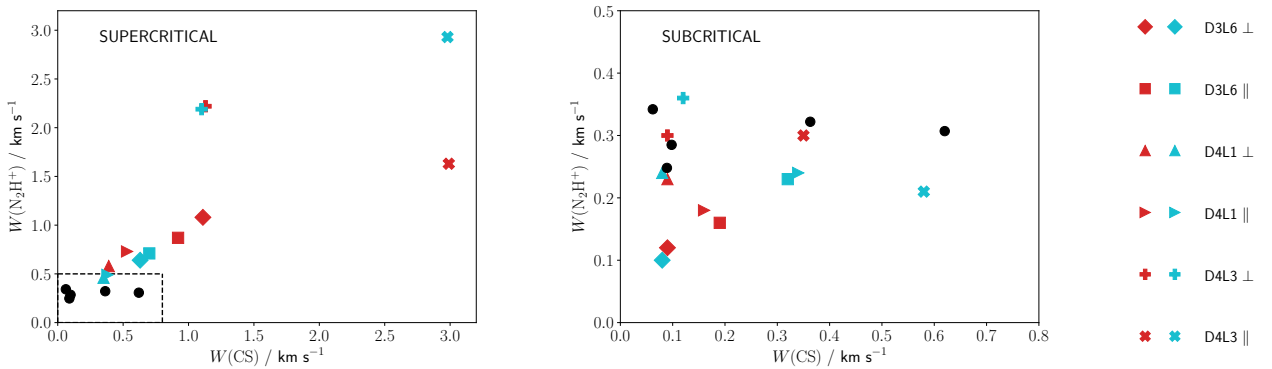 SUPERCRITICAL
W(N₂H⁺) / km s⁻¹
3.0
2.5
2.0
1.5
1.0
0.5
0.0
0.0 0.5 1.0 1.5 2.0 2.5 3.0
W(CS) / km s⁻¹
SUBCRITICAL
W(N₂H⁺) / km s⁻¹
0.5
0.4
0.3
0.2
0.1
0.0
0.0 0.1 0.2 0.3 0.4 0.5 0.6 0.7 0.8
W(CS) / km s⁻¹
D3L6 ⊥
D3L6 ∥
D4L1 ⊥
D4L1 ∥
D4L3 ⊥
D4L3 ∥